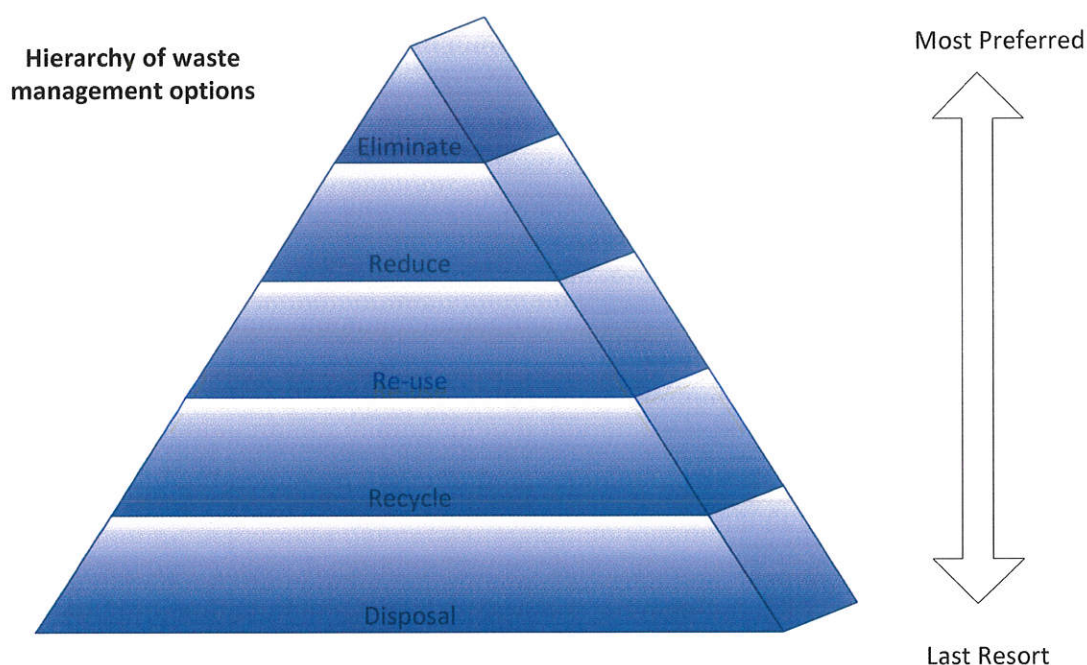 Hierarchy of waste
management options
Most Preferred
Eliminate
Reduce
Re-use
Recycle
Disposal
Last Resort